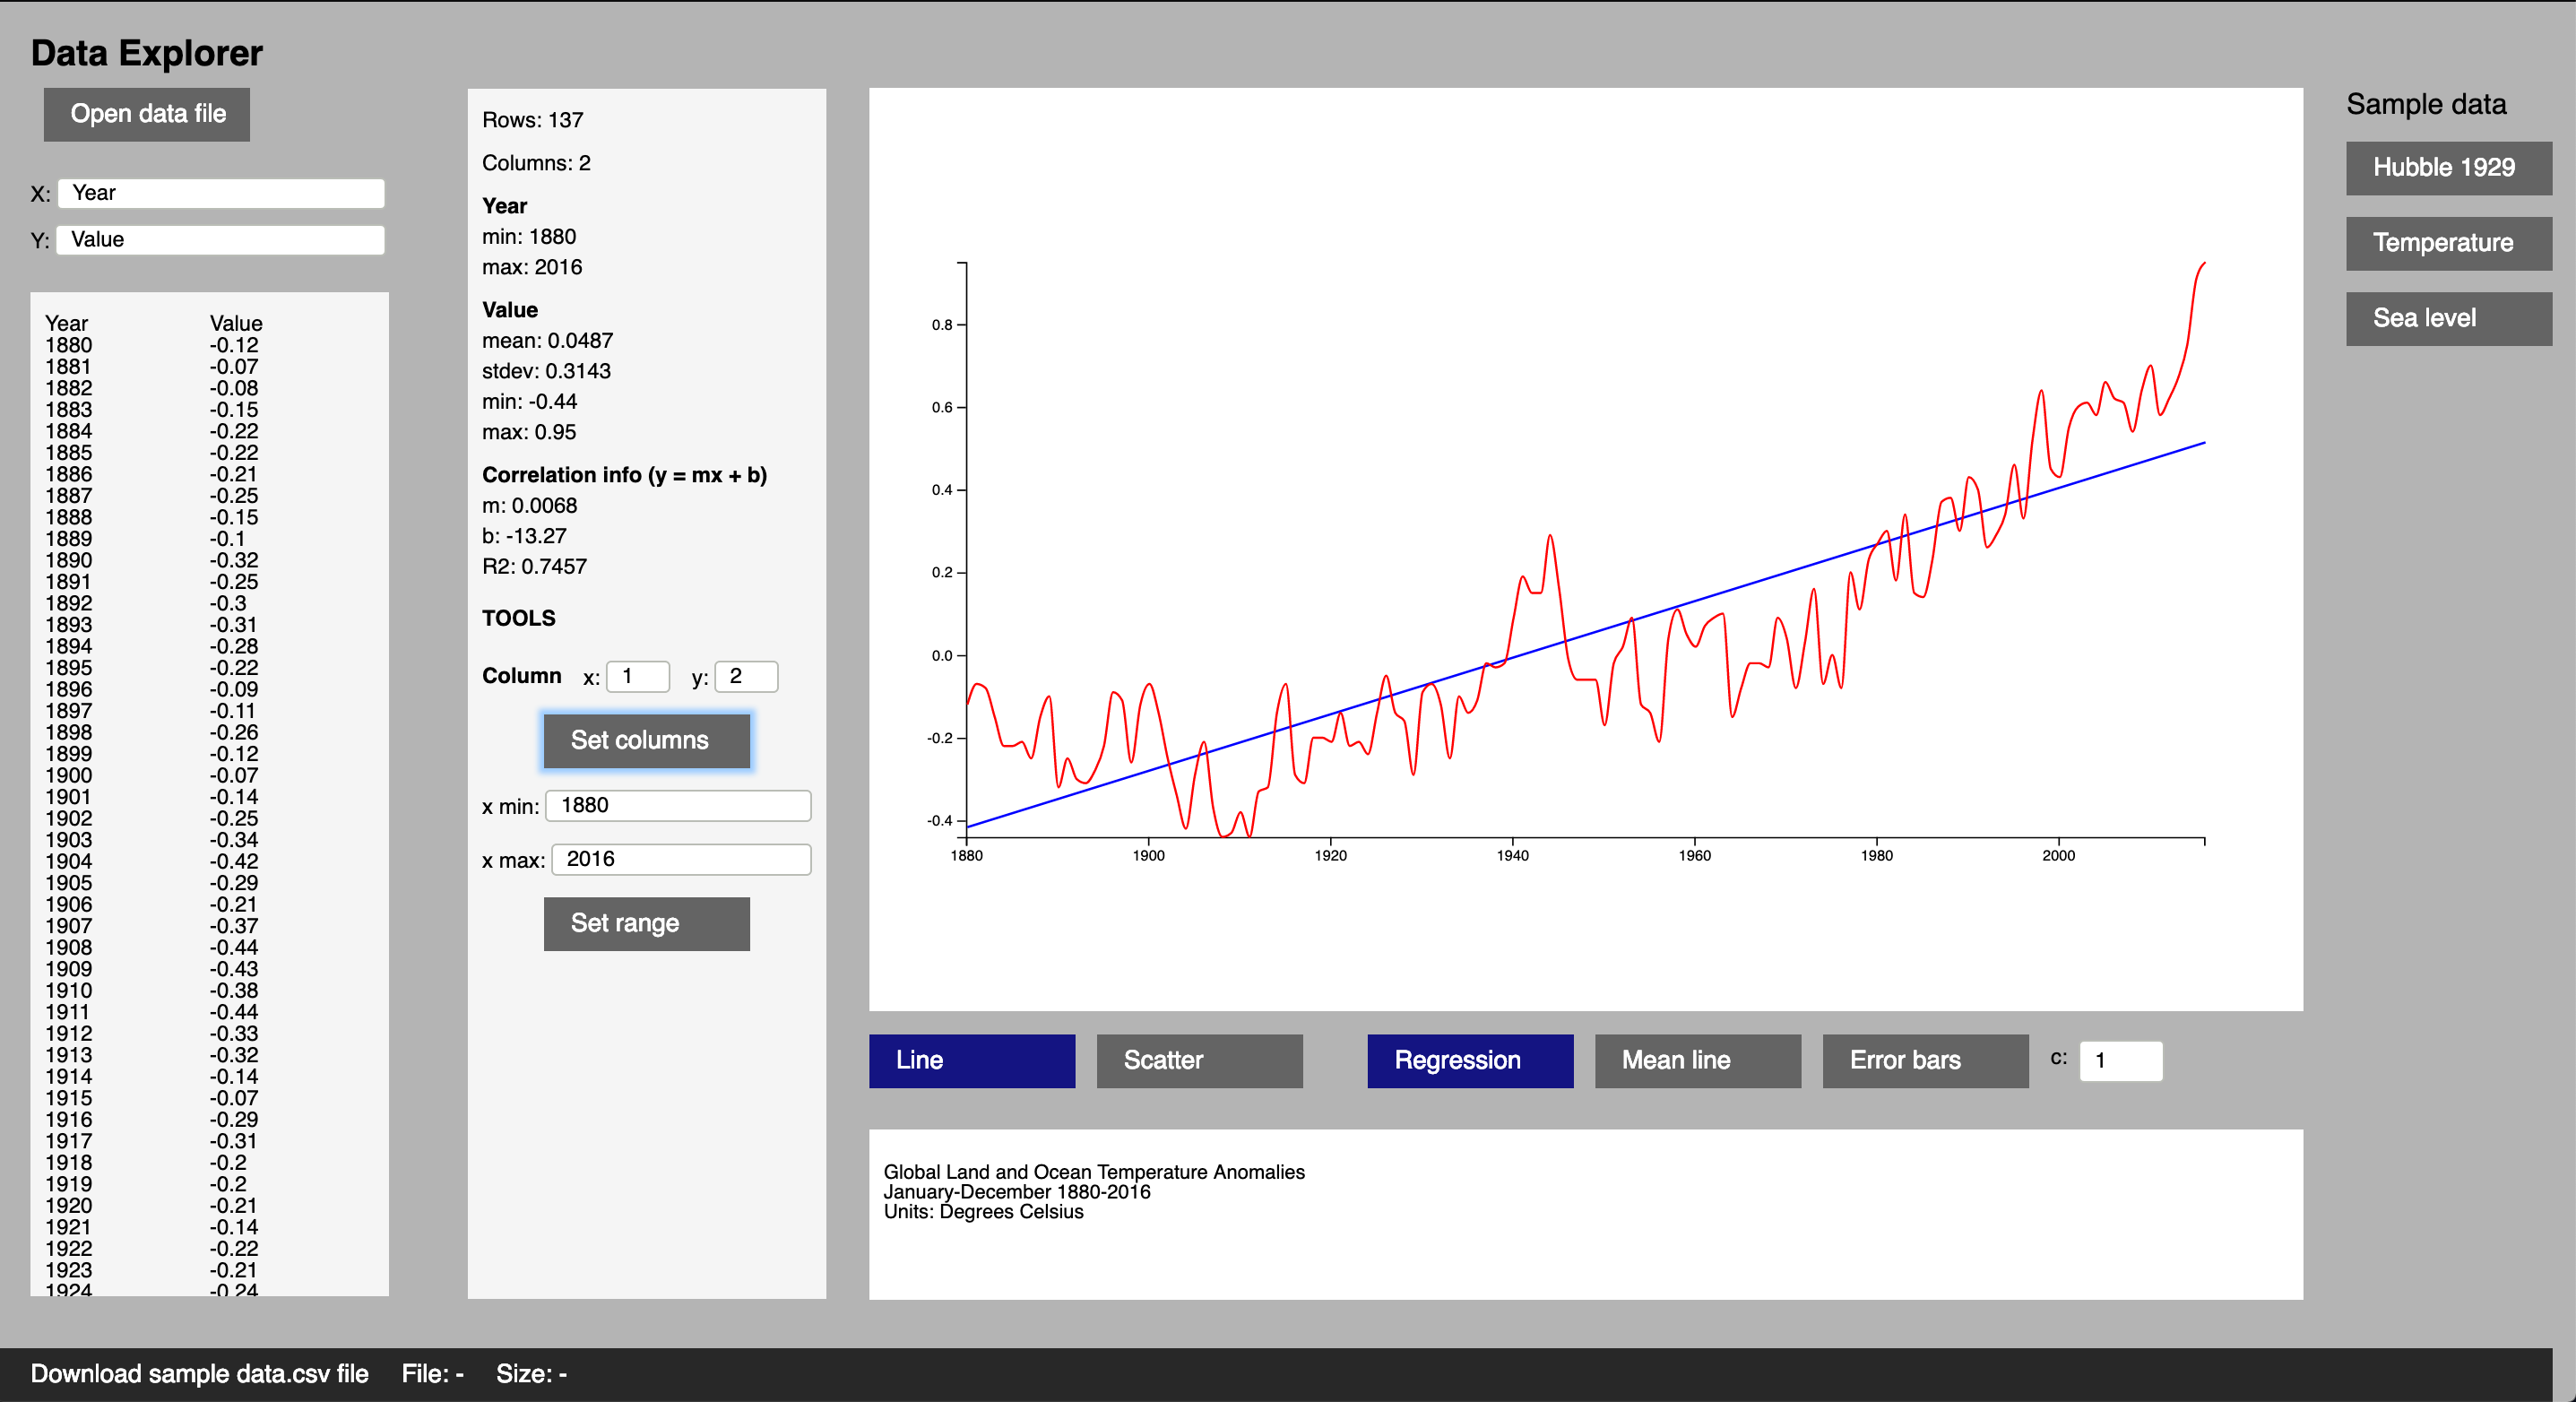 Data Explorer
Open data file
X: Year
Y: Value
Year Value
1880 -0.12
1881 -0.07
1882 -0.08
1883 -0.15
1884 -0.22
1885 -0.22
1886 -0.21
1887 -0.25
1888 -0.15
1889 -0.1
1890 -0.32
1891 -0.25
1892 -0.3
1893 -0.31
1894 -0.28
1895 -0.22
1896 -0.09
1897 -0.11
1898 -0.26
1899 -0.12
1900 -0.07
1901 -0.14
1902 -0.25
1903 -0.34
1904 -0.42
1905 -0.29
1906 -0.21
1907 -0.37
1908 -0.44
1909 -0.43
1910 -0.38
1911 -0.44
1912 -0.33
1913 -0.32
1914 -0.14
1915 -0.07
1916 -0.29
1917 -0.31
1918 -0.2
1919 -0.2
1920 -0.21
1921 -0.14
1922 -0.22
1923 -0.21
1924 -0.24
Rows: 137
Columns: 2
Year
min: 1880
max: 2016
Value
mean: 0.0487
stdev: 0.3143
min: -0.44
max: 0.95
Correlation info (y = mx + b)
m: 0.0068
b: -13.27
R2: 0.7457
TOOLS
Column x: 1 y: 2
Set columns
x min: 1880
x max: 2016
Set range
0.8
0.6
0.4
0.2
0.0
-0.2
-0.4
1880 1900 1920 1940 1960 1980 2000
Line Scatter Regression Mean line Error bars c: 1
Global Land and Ocean Temperature Anomalies
January-December 1880-2016
Units: Degrees Celsius
Sample data
Hubble 1929
Temperature
Sea level
Download sample data.csv file File: - Size: -